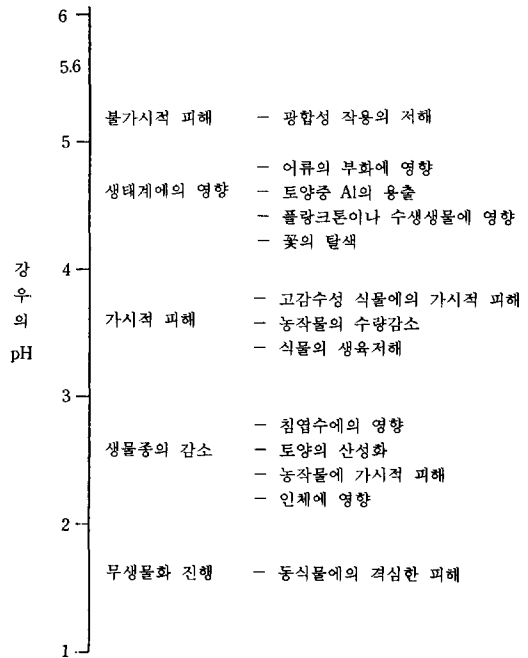 6
5.6
불가시적 피해 － 광합성 작용의 저해
5
－ 어류의 부화에 영향
생태계에의 영향 － 토양중 Al의 용출
－ 플랑크톤이나 수생생물에 영향
－ 꽃의 탈색
강우의 pH
4
－ 고감수성 식물에의 가시적 피해
가시적 피해 － 농작물의 수량감소
－ 식물의 생육저해
3
－ 침엽수에의 영향
생물종의 감소 － 토양의 산성화
－ 농작물에 가시적 피해
－ 인체에 영향
2
무생물화 진행 － 동식물에의 격심한 피해
1